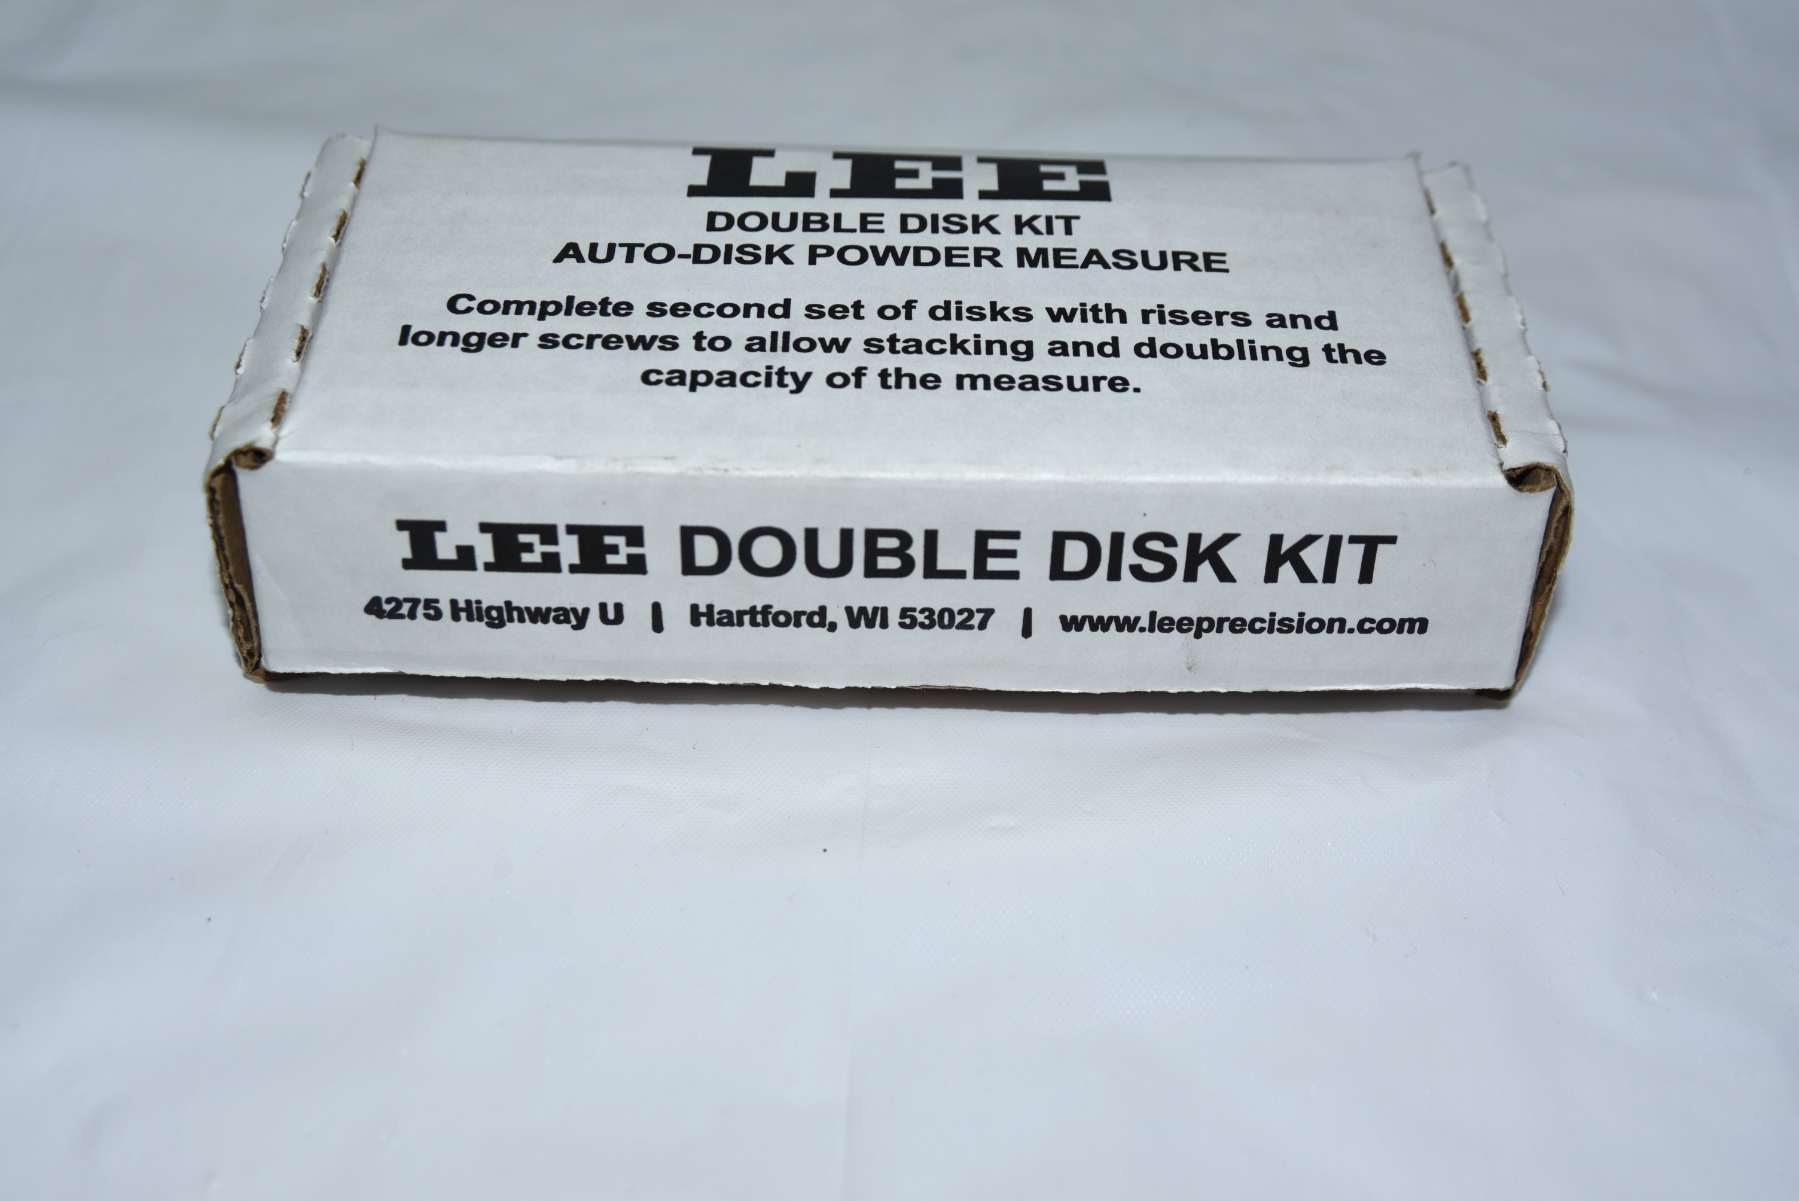 LEE
DOUBLE DISK KIT
AUTO-DISK POWDER MEASURE
Complete second set of disks with risers and
longer screws to allow stacking and doubling the
capacity of the measure.
LEE DOUBLE DISK KIT
4275 Highway U | Hartford, WI 53027 | www.leeprecision.com